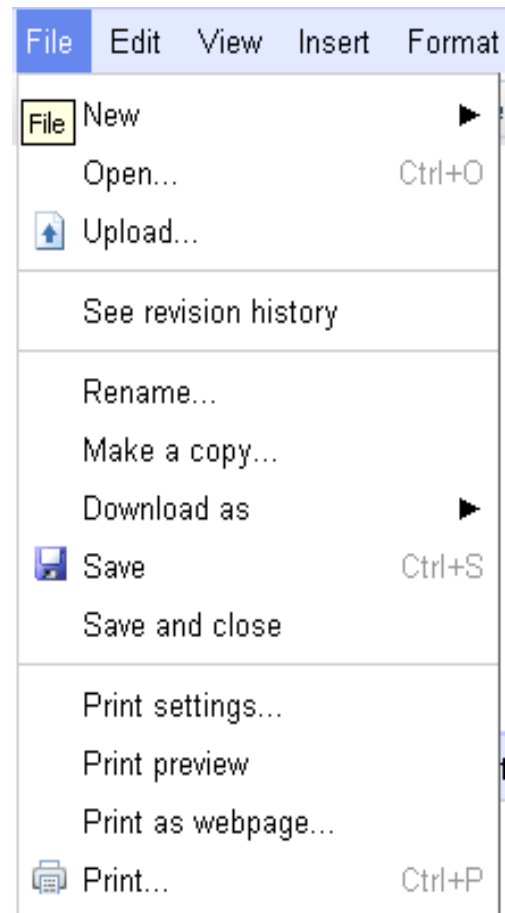 File Edit View Insert Format
File
New
Open... Ctrl+O
Upload...
See revision history
Rename...
Make a copy...
Download as
Save Ctrl+S
Save and close
Print settings...
Print preview
Print as webpage...
Print... Ctrl+P